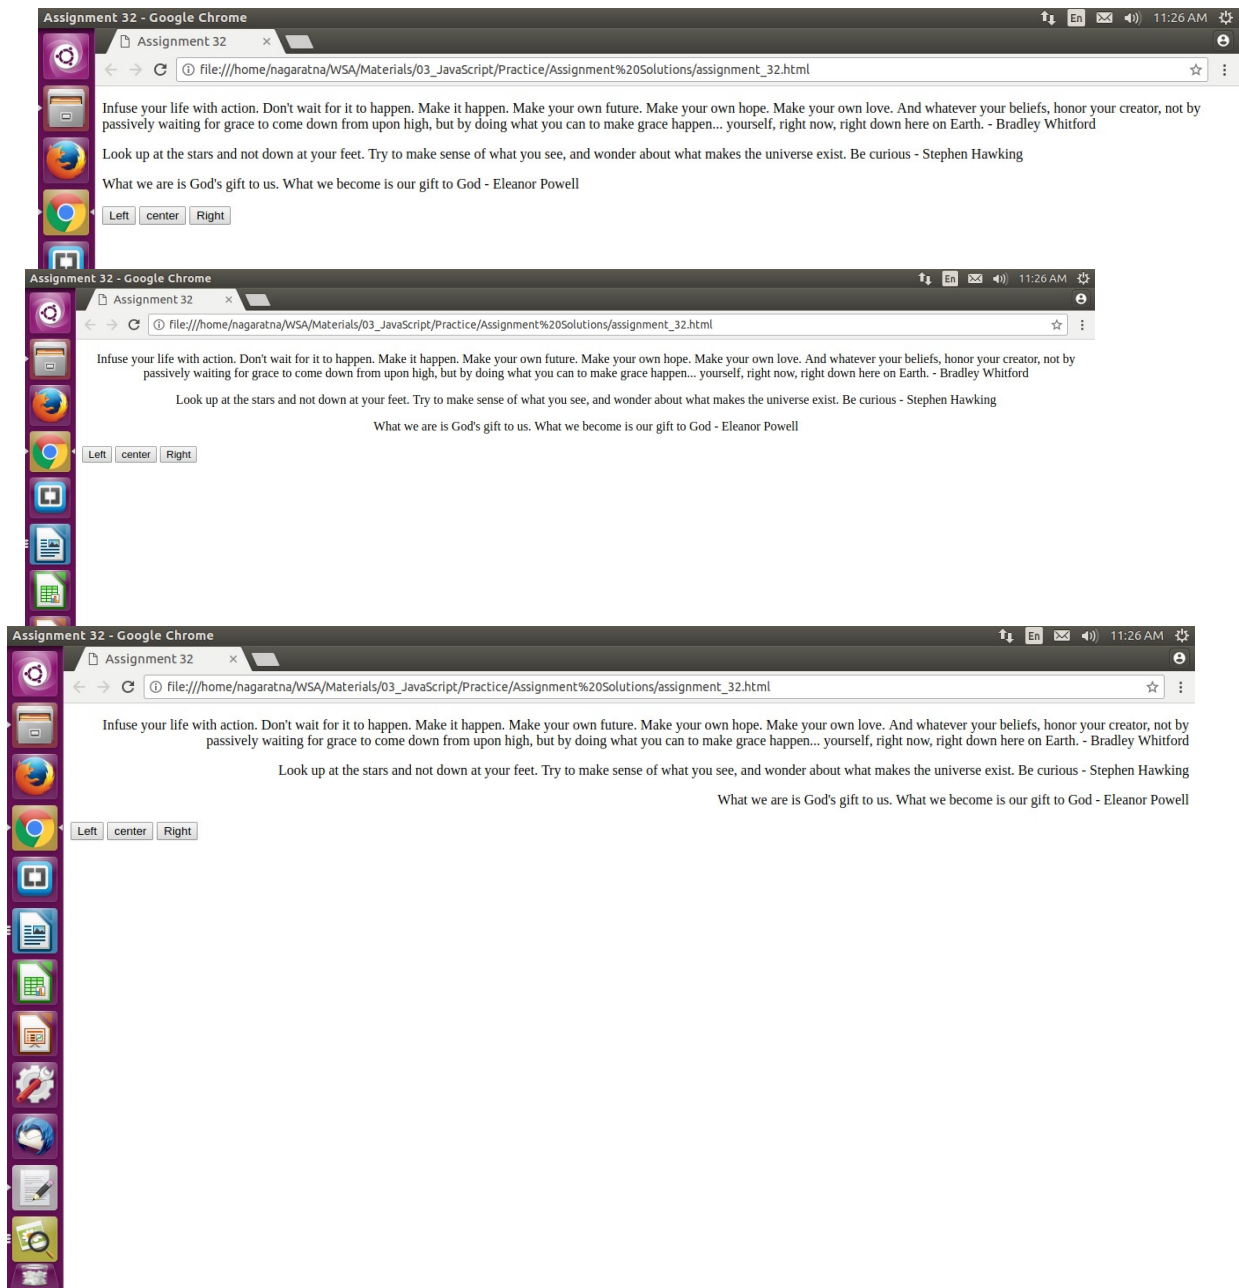 Assignment 32 - Google Chrome
En
11:26 AM
Assignment 32
file:///home/nagaratna/WSA/Materials/03_JavaScript/Practice/Assignment%20Solutions/assignment_32.html
Infuse your life with action. Don't wait for it to happen. Make it happen. Make your own future. Make your own hope. Make your own love. And whatever your beliefs, honor your creator, not by
passively waiting for grace to come down from upon high, but by doing what you can to make grace happen... yourself, right now, right down here on Earth. - Bradley Whitford
Look up at the stars and not down at your feet. Try to make sense of what you see, and wonder about what makes the universe exist. Be curious - Stephen Hawking
What we are is God's gift to us. What we become is our gift to God - Eleanor Powell
Left center Right
Assignment 32 - Google Chrome
En
11:26 AM
Assignment 32
file:///home/nagaratna/WSA/Materials/03_JavaScript/Practice/Assignment%20Solutions/assignment_32.html
Infuse your life with action. Don't wait for it to happen. Make it happen. Make your own future. Make your own hope. Make your own love. And whatever your beliefs, honor your creator, not by
passively waiting for grace to come down from upon high, but by doing what you can to make grace happen... yourself, right now, right down here on Earth. - Bradley Whitford
Look up at the stars and not down at your feet. Try to make sense of what you see, and wonder about what makes the universe exist. Be curious - Stephen Hawking
What we are is God's gift to us. What we become is our gift to God - Eleanor Powell
Left center Right
Assignment 32 - Google Chrome
En
11:26 AM
Assignment 32
file:///home/nagaratna/WSA/Materials/03_JavaScript/Practice/Assignment%20Solutions/assignment_32.html
Infuse your life with action. Don't wait for it to happen. Make it happen. Make your own future. Make your own hope. Make your own love. And whatever your beliefs, honor your creator, not by
passively waiting for grace to come down from upon high, but by doing what you can to make grace happen... yourself, right now, right down here on Earth. - Bradley Whitford
Look up at the stars and not down at your feet. Try to make sense of what you see, and wonder about what makes the universe exist. Be curious - Stephen Hawking
What we are is God's gift to us. What we become is our gift to God - Eleanor Powell
Left center Right